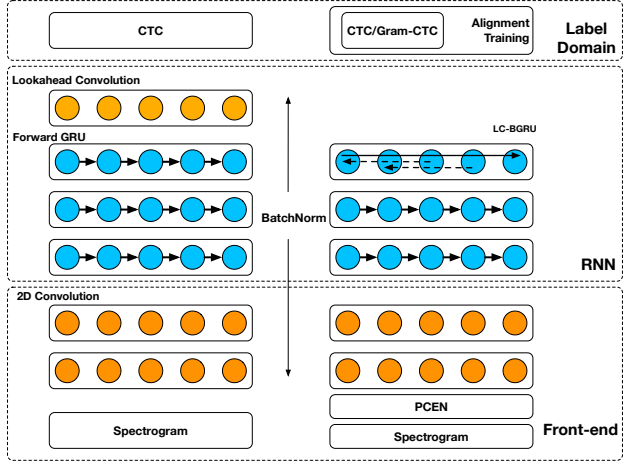 CTC
CTC/Gram-CTC
Alignment
Training
Label
Domain
Lookahead Convolution
Forward GRU
LC-BGRU
BatchNorm
RNN
2D Convolution
PCEN
Spectrogram
Spectrogram
Front-end